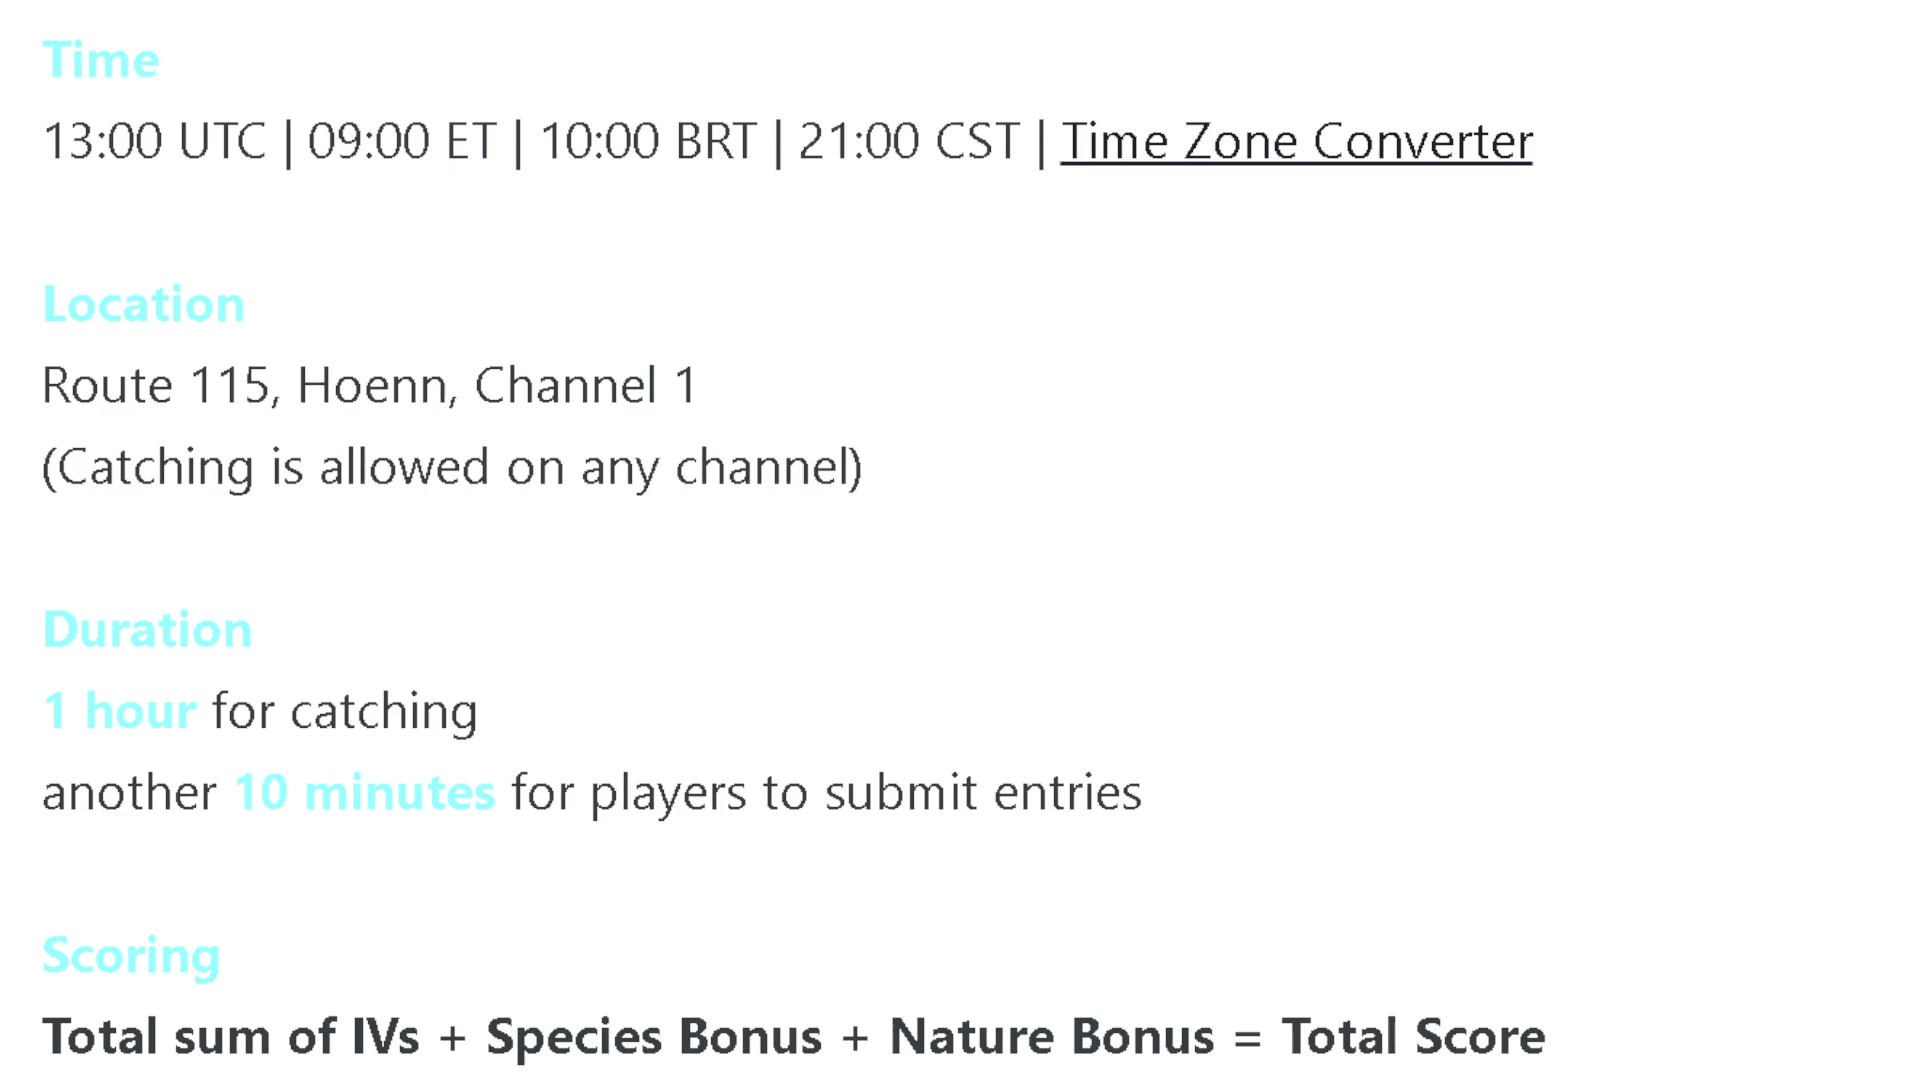 Time
13:00 UTC | 09:00 ET | 10:00 BRT | 21:00 CST | Time Zone Converter
Location
Route 115, Hoenn, Channel 1
(Catching is allowed on any channel)
Duration
1 hour for catching
another 10 minutes for players to submit entries
Scoring
Total sum of IVs + Species Bonus + Nature Bonus = Total Score